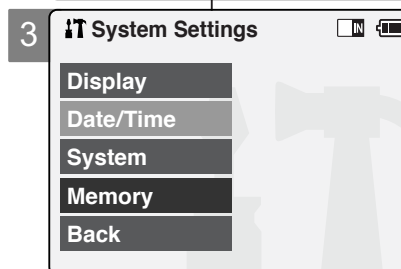 3
System Settings
IN
Display
Date/Time
System
Memory
Back